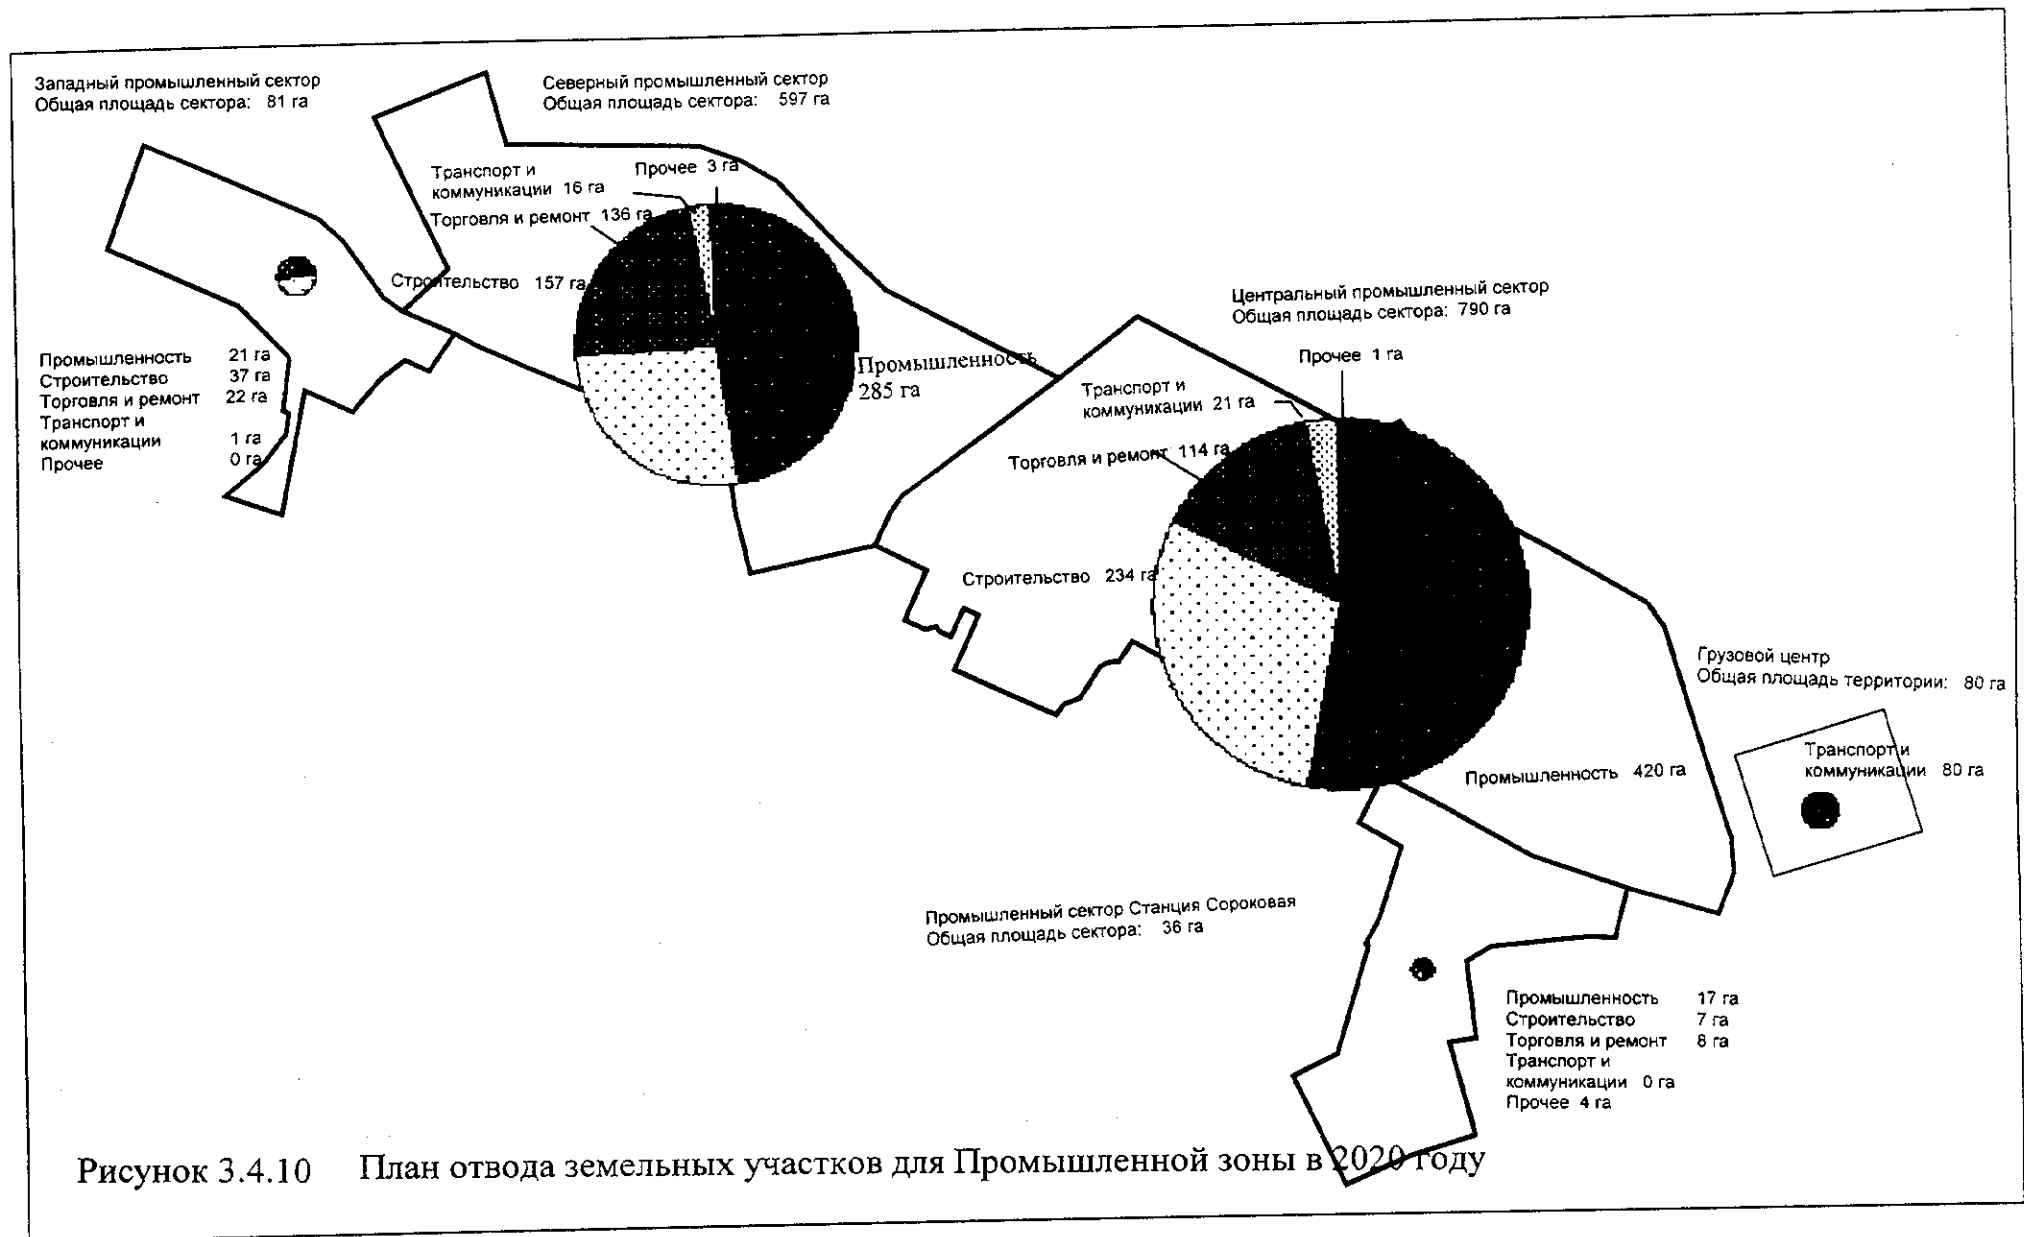 Западный промышленный сектор
Общая площадь сектора: 81 га
Северный промышленный сектор
Общая площадь сектора: 597 га
Транспорт и
коммуникации 16 га
Прочее 3 га
Торговля и ремонт 136 га
Строительство 157 га
Промышленность
285 га
Промышленность 21 га
Строительство 37 га
Торговля и ремонт 22 га
Транспорт и
коммуникации 1 га
Прочее 0 га
Центральный промышленный сектор
Общая площадь сектора: 790 га
Прочее 1 га
Транспорт и
коммуникации 21 га
Торговля и ремонт 114 га
Строительство 234 га
Промышленность 420 га
Грузовой центр
Общая площадь территории: 80 га
Транспорт и
коммуникации 80 га
Промышленный сектор Станция Сороковая
Общая площадь сектора: 36 га
Промышленность 17 га
Строительство 7 га
Торговля и ремонт 8 га
Транспорт и
коммуникации 0 га
Прочее 4 га
Рисунок 3.4.10 План отвода земельных участков для Промышленной зоны в 2020 году